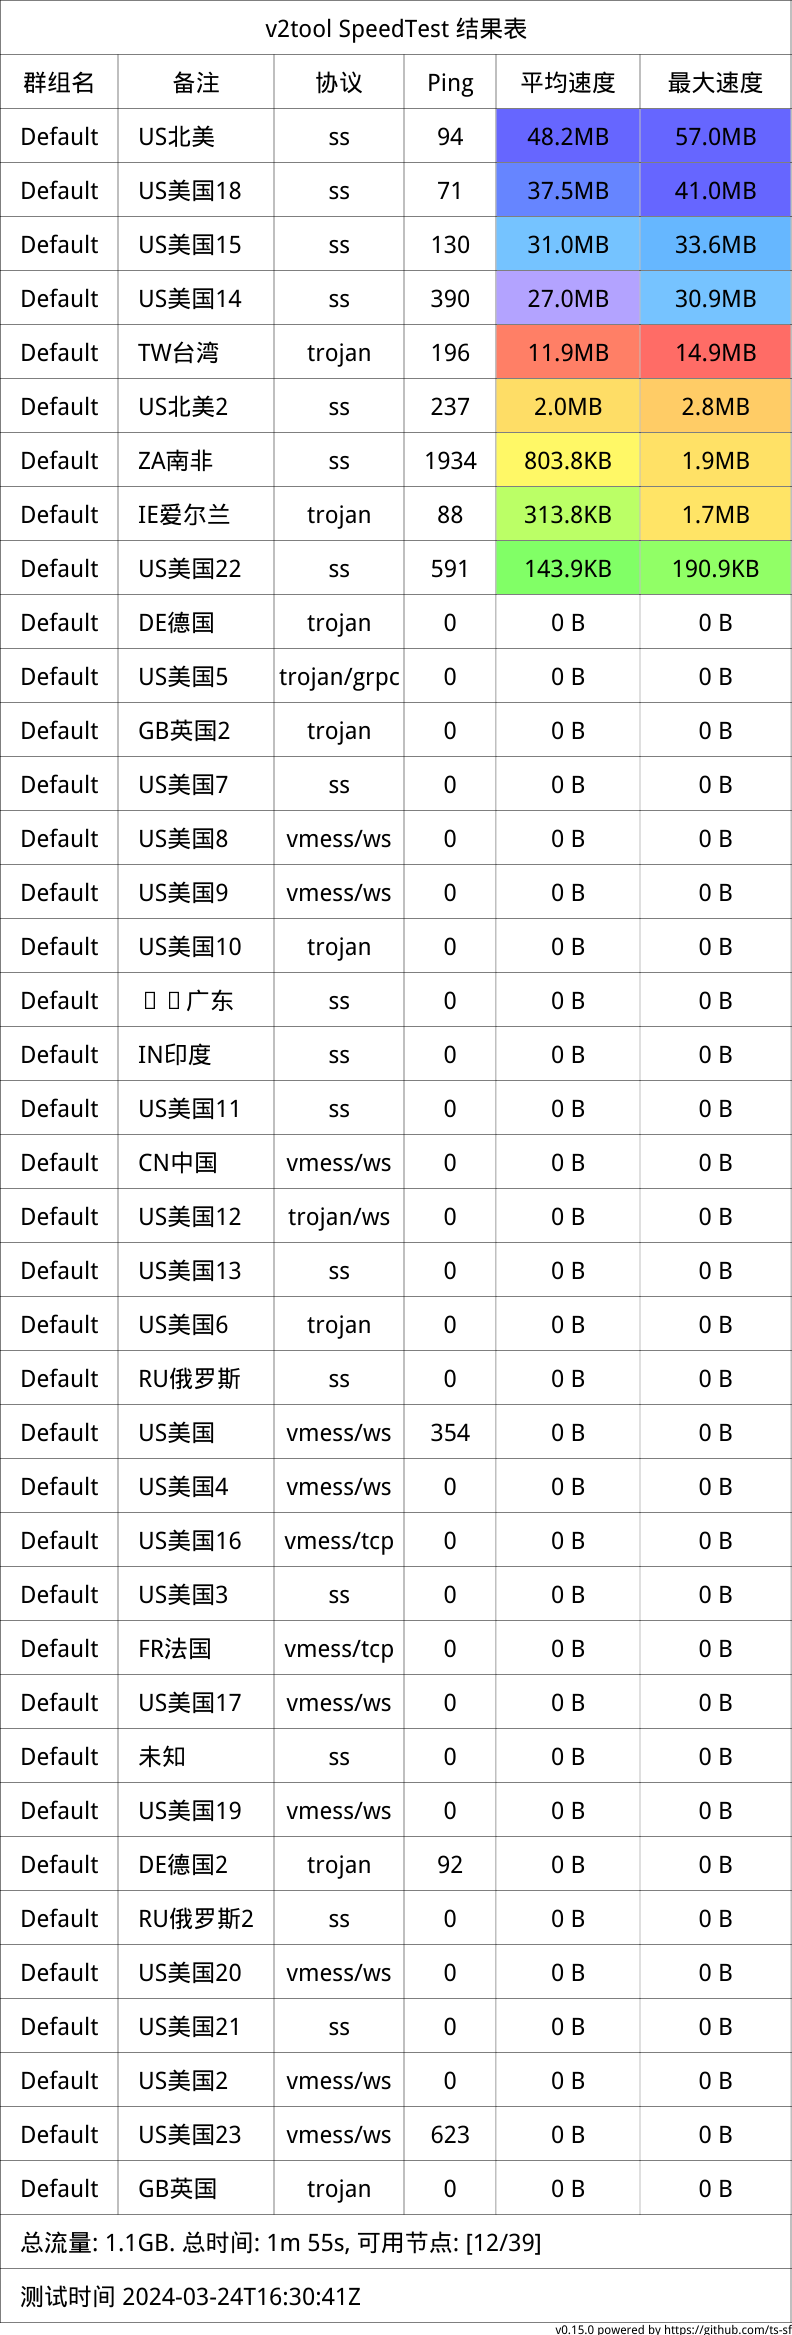 v2tool SpeedTest 结果表
群组名 备注 协议 Ping 平均速度 最大速度
Default US北美 ss 94 48.2MB 57.0MB
Default US美国18 ss 71 37.5MB 41.0MB
Default US美国15 ss 130 31.0MB 33.6MB
Default US美国14 ss 390 27.0MB 30.9MB
Default TW台湾 trojan 196 11.9MB 14.9MB
Default US北美2 ss 237 2.0MB 2.8MB
Default ZA南非 ss 1934 803.8KB 1.9MB
Default IE爱尔兰 trojan 88 313.8KB 1.7MB
Default US美国22 ss 591 143.9KB 190.9KB
Default DE德国 trojan 0 0 B 0 B
Default US美国5 trojan/grpc 0 0 B 0 B
Default GB英国2 trojan 0 0 B 0 B
Default US美国7 ss 0 0 B 0 B
Default US美国8 vmess/ws 0 0 B 0 B
Default US美国9 vmess/ws 0 0 B 0 B
Default US美国10 trojan 0 0 B 0 B
Default 广东 ss 0 0 B 0 B
Default IN印度 ss 0 0 B 0 B
Default US美国11 ss 0 0 B 0 B
Default CN中国 vmess/ws 0 0 B 0 B
Default US美国12 trojan/ws 0 0 B 0 B
Default US美国13 ss 0 0 B 0 B
Default US美国6 trojan 0 0 B 0 B
Default RU俄罗斯 ss 0 0 B 0 B
Default US美国 vmess/ws 354 0 B 0 B
Default US美国4 vmess/ws 0 0 B 0 B
Default US美国16 vmess/tcp 0 0 B 0 B
Default US美国3 ss 0 0 B 0 B
Default FR法国 vmess/tcp 0 0 B 0 B
Default US美国17 vmess/ws 0 0 B 0 B
Default 未知 ss 0 0 B 0 B
Default US美国19 vmess/ws 0 0 B 0 B
Default DE德国2 trojan 92 0 B 0 B
Default RU俄罗斯2 ss 0 0 B 0 B
Default US美国20 vmess/ws 0 0 B 0 B
Default US美国21 ss 0 0 B 0 B
Default US美国2 vmess/ws 0 0 B 0 B
Default US美国23 vmess/ws 623 0 B 0 B
Default GB英国 trojan 0 0 B 0 B
总流量: 1.1GB. 总时间: 1m 55s, 可用节点: [12/39]
测试时间 2024-03-24T16:30:41Z
v0.15.0 powered by https://github.com/ts-sf